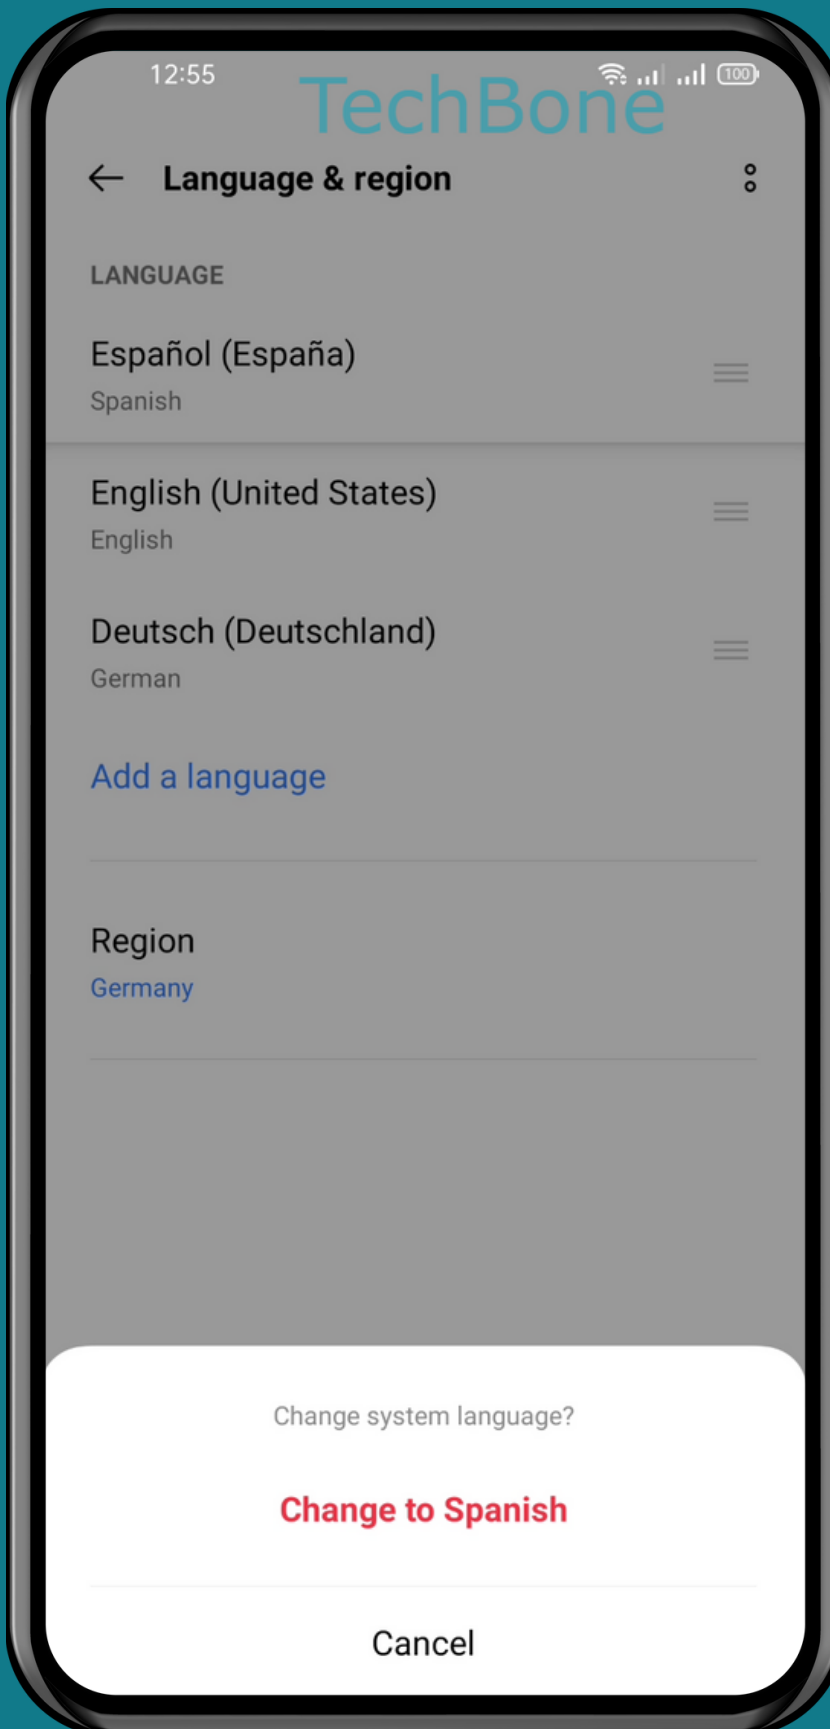 12:55
100
TechBone
Language & region
LANGUAGE
Español (España)
Spanish
English (United States)
English
Deutsch (Deutschland)
German
Add a language
Region
Germany
Change system language?
Change to Spanish
Cancel